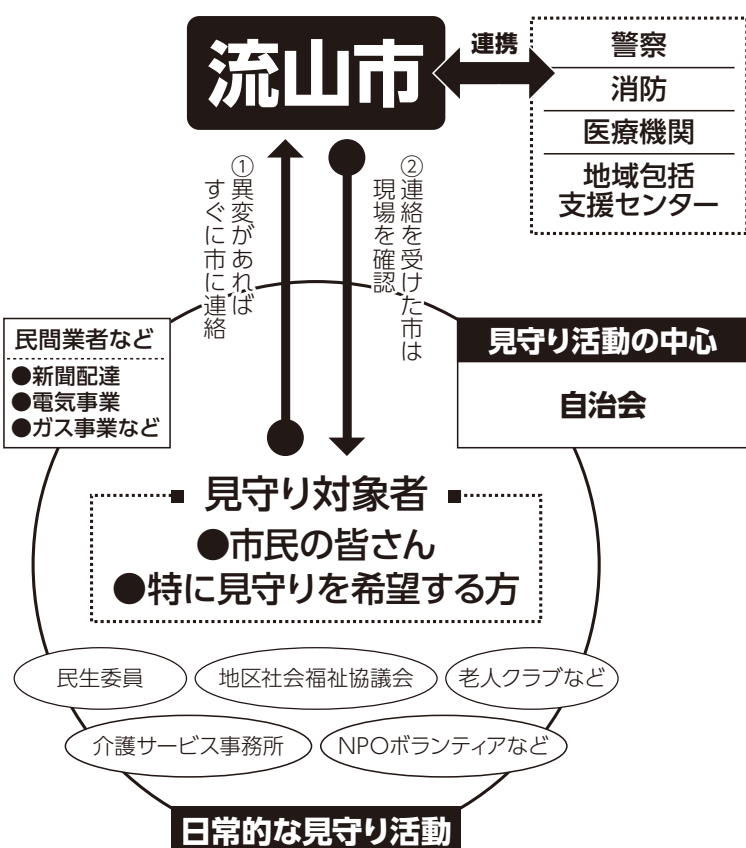 流山市
連携
警察
消防
医療機関
地域包括
支援センター
①異変があれば
すぐに市に連絡
②連絡を受けた市は
現場を確認
民間業者など
●新聞配達
●電気事業
●ガス事業など
見守り活動の中心
自治会
見守り対象者
●市民の皆さん
●特に見守りを希望する方
民生委員
地区社会福祉協議会
老人クラブなど
介護サービス事務所
NPOボランティアなど
日常的な見守り活動